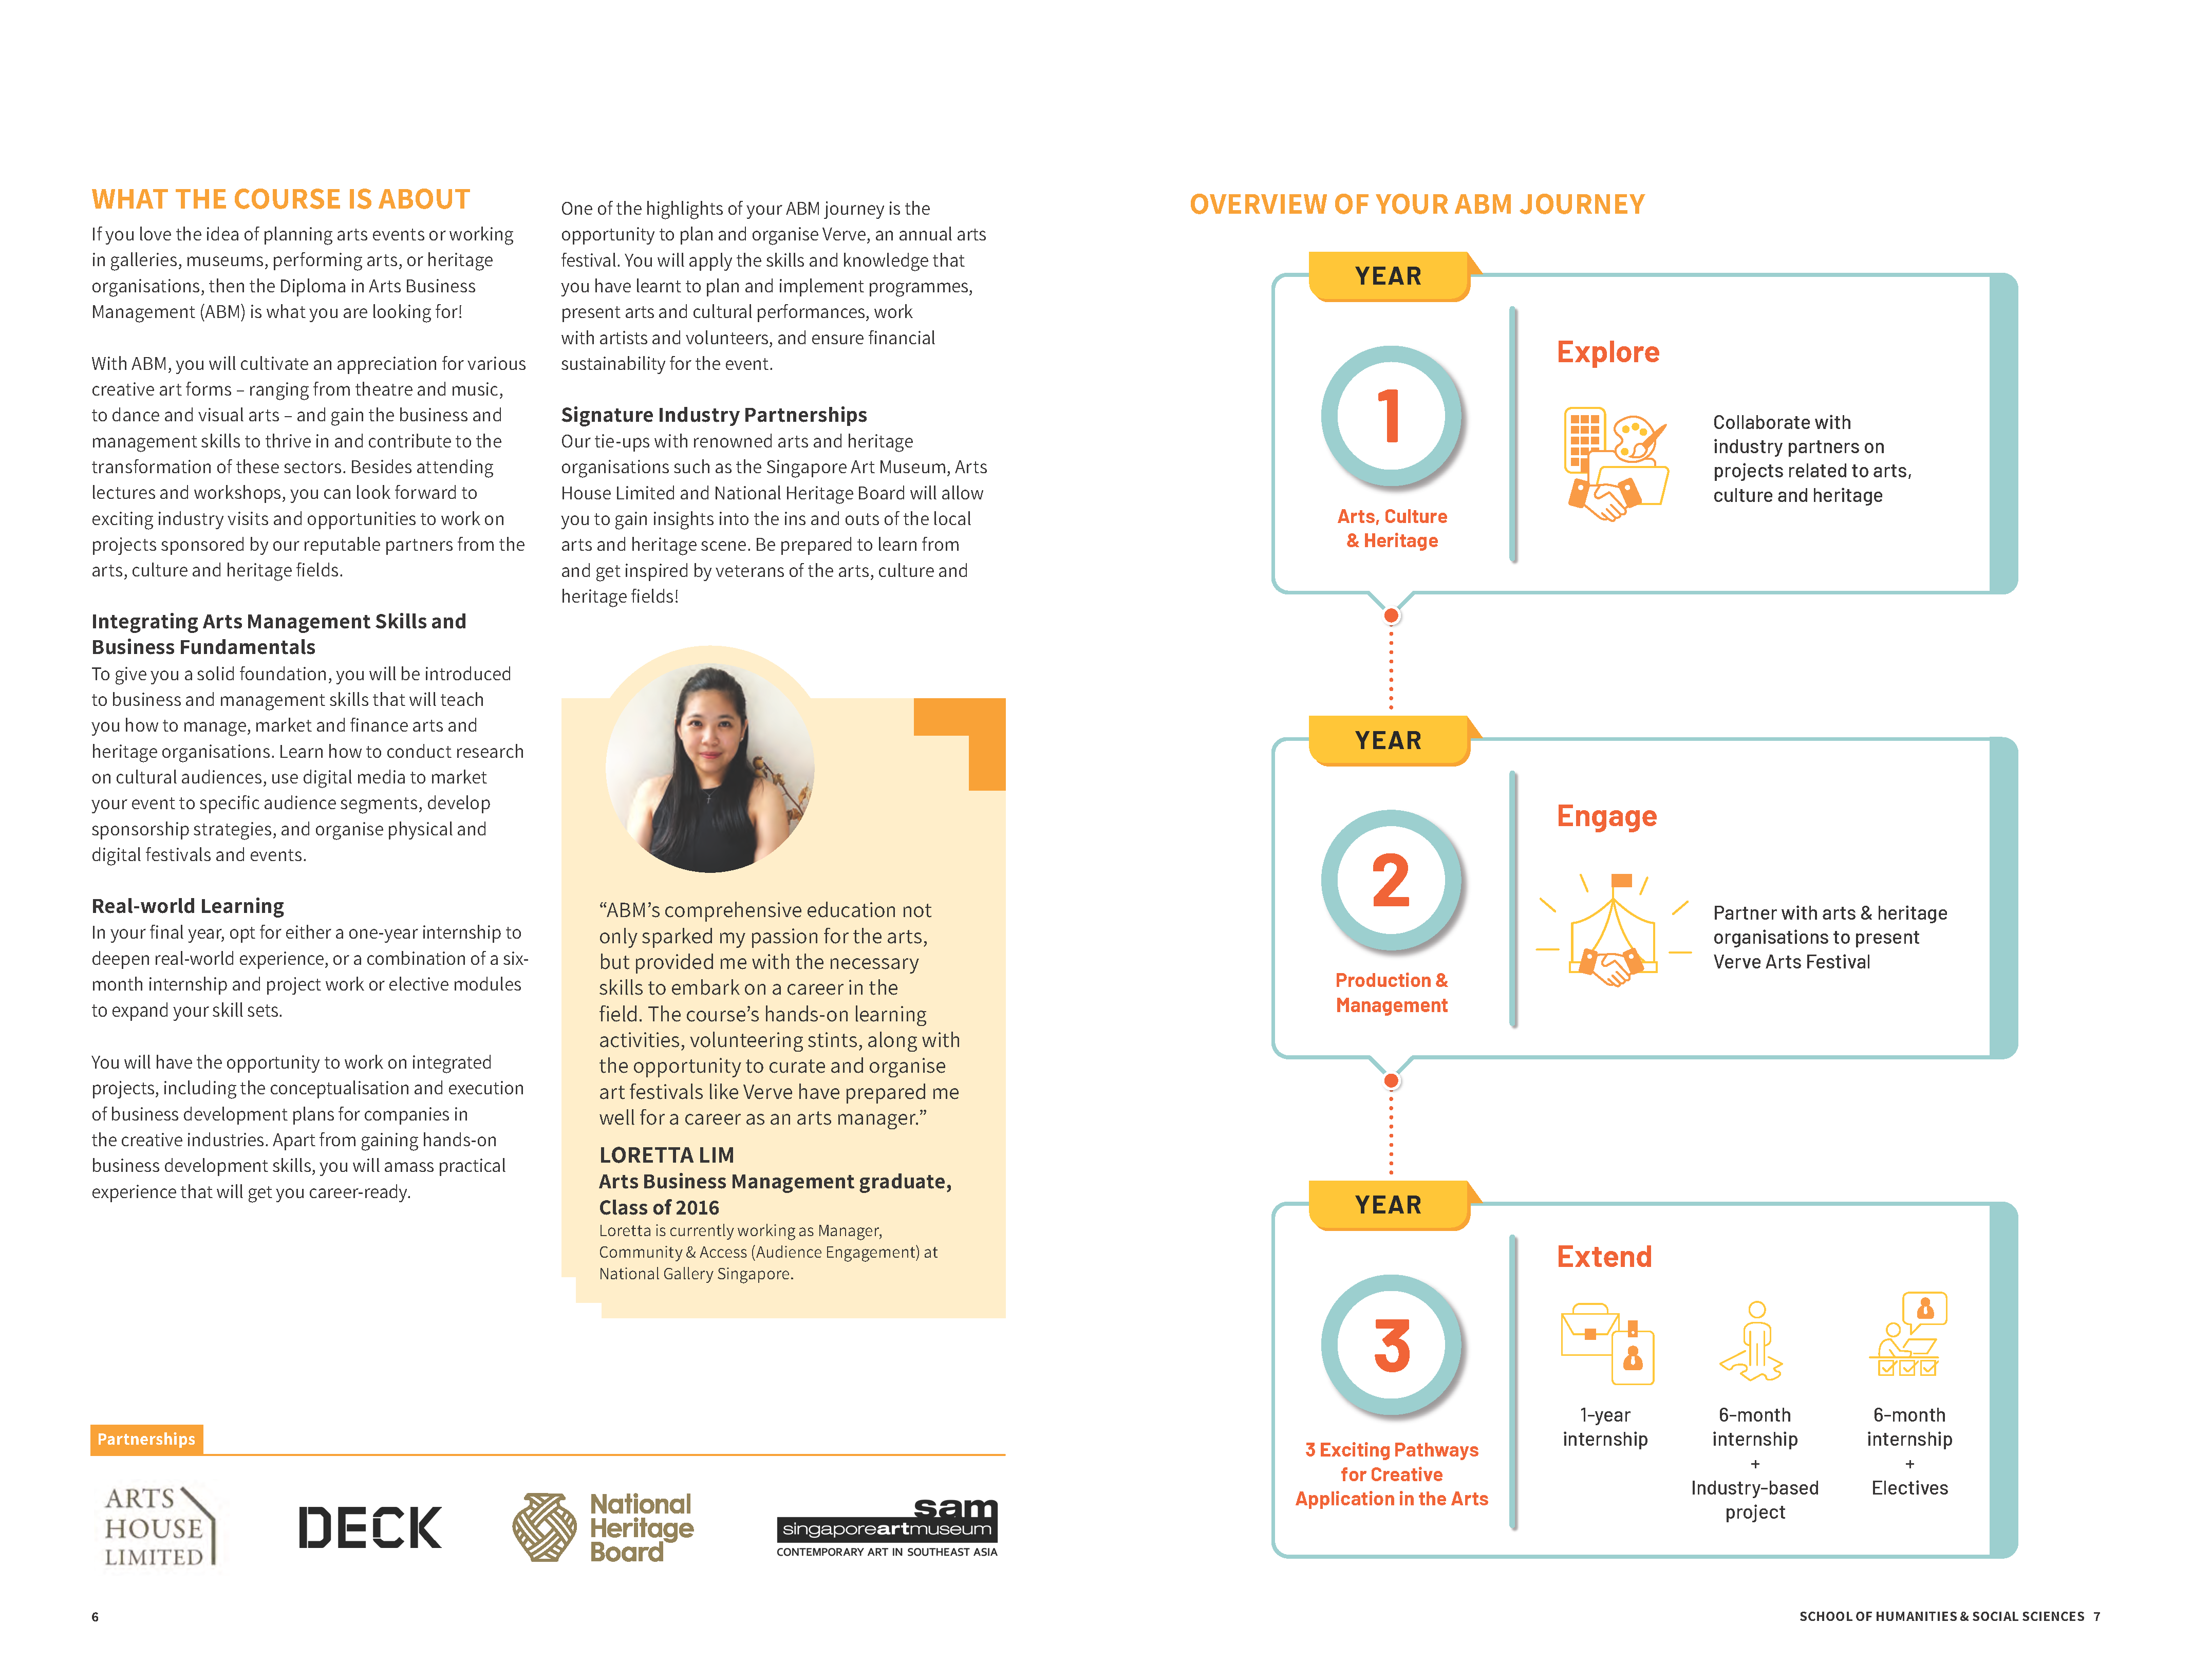 WHAT THE COURSE IS ABOUT
If you love the idea of planning arts events or working
in galleries, museums, performing arts, or heritage
organisations, then the Diploma in Arts Business
Management (ABM) is what you are looking for!
With ABM, you will cultivate an appreciation for various
creative art forms – ranging from theatre and music,
to dance and visual arts – and gain the business and
management skills to thrive in and contribute to the
transformation of these sectors. Besides attending
lectures and workshops, you can look forward to
exciting industry visits and opportunities to work on
projects sponsored by our reputable partners from the
arts, culture and heritage fields.
Integrating Arts Management Skills and
Business Fundamentals
To give you a solid foundation, you will be introduced
to business and management skills that will teach
you how to manage, market and finance arts and
heritage organisations. Learn how to conduct research
on cultural audiences, use digital media to market
your event to specific audience segments, develop
sponsorship strategies, and organise physical and
digital festivals and events.
Real-world Learning
In your final year, opt for either a one-year internship to
deepen real-world experience, or a combination of a six-
month internship and project work or elective modules
to expand your skill sets.
You will have the opportunity to work on integrated
projects, including the conceptualisation and execution
of business development plans for companies in
the creative industries. Apart from gaining hands-on
business development skills, you will amass practical
experience that will get you career-ready.
One of the highlights of your ABM journey is the
opportunity to plan and organise Verve, an annual arts
festival. You will apply the skills and knowledge that
you have learnt to plan and implement programmes,
present arts and cultural performances, work
with artists and volunteers, and ensure financial
sustainability for the event.
Signature Industry Partnerships
Our tie-ups with renowned arts and heritage
organisations such as the Singapore Art Museum, Arts
House Limited and National Heritage Board will allow
you to gain insights into the ins and outs of the local
arts and heritage scene. Be prepared to learn from
and get inspired by veterans of the arts, culture and
heritage fields!
“ABM’s comprehensive education not
only sparked my passion for the arts,
but provided me with the necessary
skills to embark on a career in the
field. The course’s hands-on learning
activities, volunteering stints, along with
the opportunity to curate and organise
art festivals like Verve have prepared me
well for a career as an arts manager.”
LORETTA LIM
Arts Business Management graduate,
Class of 2016
Loretta is currently working as Manager,
Community & Access (Audience Engagement) at
National Gallery Singapore.
Partnerships
ARTS
HOUSE
LIMITED
DECK
National
Heritage
Board
sam
singaporeartmuseum
CONTEMPORARY ART IN SOUTHEAST ASIA
6
OVERVIEW OF YOUR ABM JOURNEY
YEAR
1
Arts, Culture
& Heritage
Explore
Collaborate with
industry partners on
projects related to arts,
culture and heritage
YEAR
2
Production &
Management
Engage
Partner with arts & heritage
organisations to present
Verve Arts Festival
YEAR
3
3 Exciting Pathways
for Creative
Application in the Arts
Extend
1-year
internship
6-month
internship
+
Industry-based
project
6-month
internship
+
Electives
SCHOOL OF HUMANITIES & SOCIAL SCIENCES 7